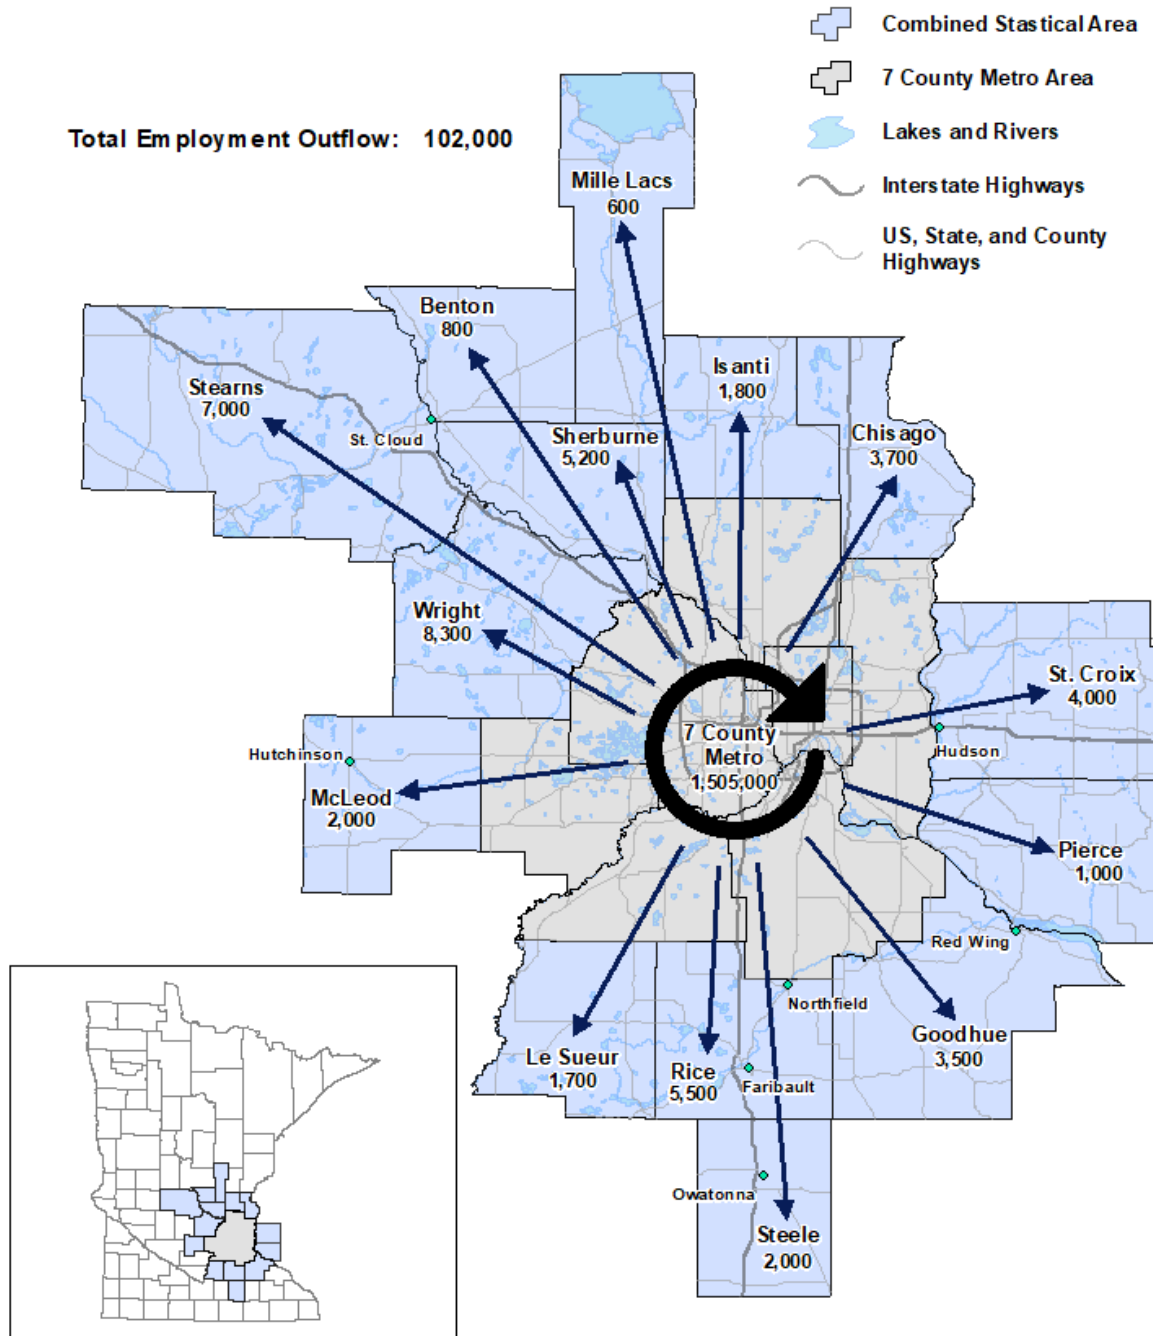 Combined Stastical Area
7 County Metro Area
Lakes and Rivers
Interstate Highways
US, State, and County
Highways
Total Employment Outflow: 102,000
Mille Lacs
600
Benton
800
Isanti
1,800
Stearns
7,000
St. Cloud
Sherburne
5,200
Chisago
3,700
Wright
8,300
St. Croix
4,000
Hudson
7 County
Metro
1,505,000
Hutchinson
McLeod
2,000
Pierce
1,000
Red Wing
Northfield
Goodhue
3,500
Le Sueur
1,700
Rice
5,500
Faribault
Owatonna
Steele
2,000